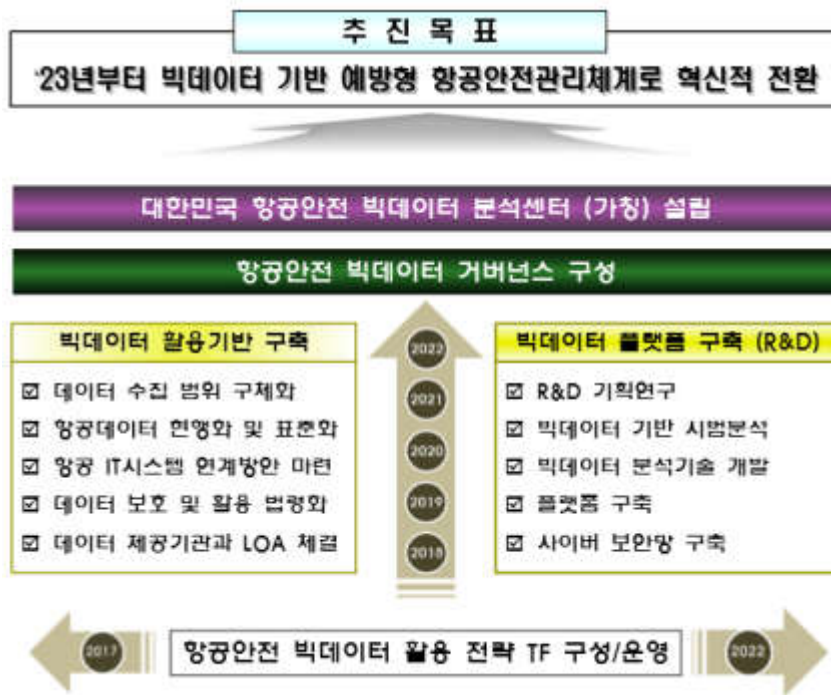 추 진 목 표
'23년부터 빅데이터 기반 예방형 항공안전관리체계로 혁신적 전환
대한민국 항공안전 빅데이터 분석센터 (가칭) 설립
항공안전 빅데이터 거버넌스 구성
빅데이터 활용기반 구축
☑ 데이터 수집 범위 구체화
☑ 항공데이터 현행화 및 표준화
☑ 항공 IT시스템 연계방안 마련
☑ 데이터 보호 및 활용 법령화
☑ 데이터 제공기관과 LOA 체결
2022
2021
2020
2019
2018
빅데이터 플랫폼 구축 (R&D)
☑ R&D 기획연구
☑ 빅데이터 기반 시범분석
☑ 빅데이터 분석기술 개발
☑ 플랫폼 구축
☑ 사이버 보안망 구축
2017
항공안전 빅데이터 활용 전략 TF 구성/운영
2022